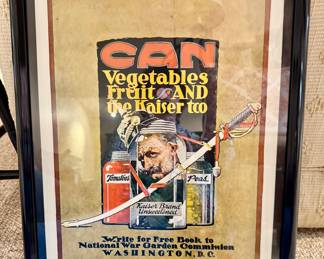 CAN
Vegetables
Fruit AND
the Kaiser too
Tomatoes
Peas
Kaiser Brand
Unsweetened
Write for Free Book to
National War Garden Commission
WASHINGTON, D.C.